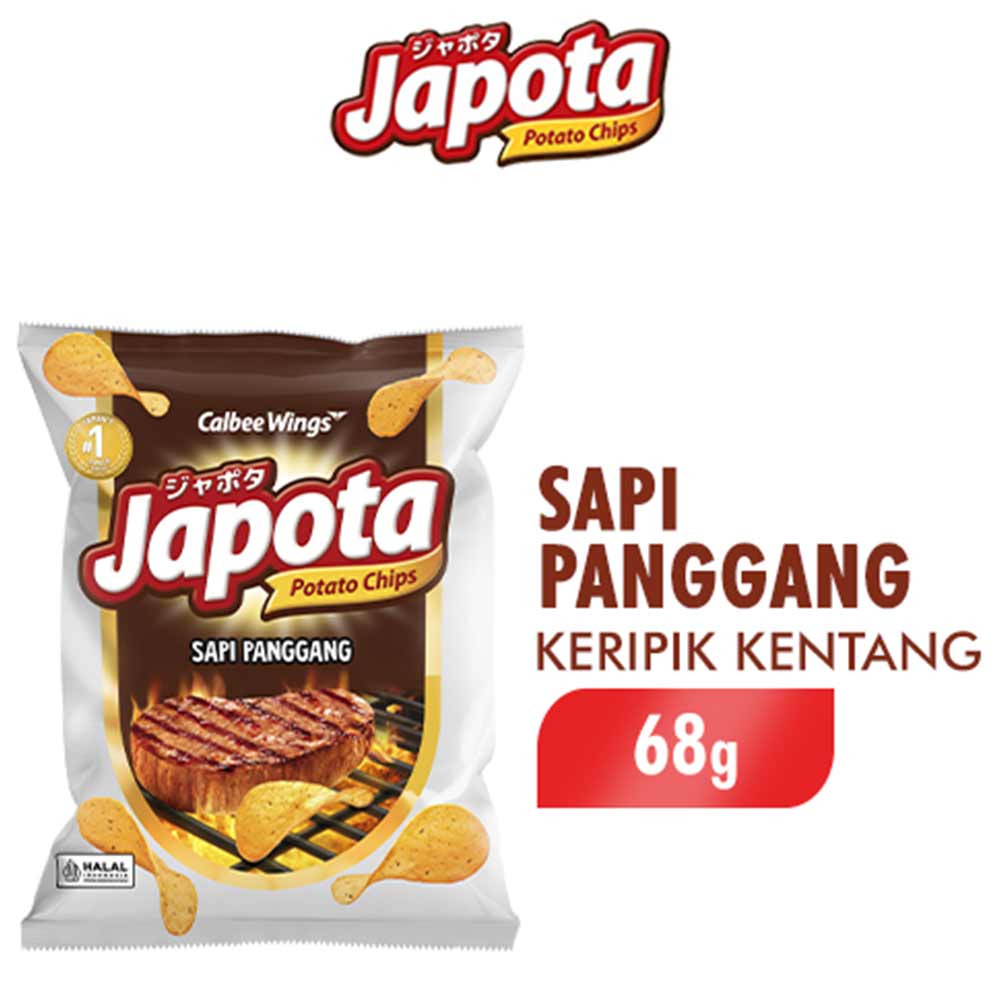 ジャポタ
Japota
Potato Chips
Calbee Wings
#1
ジャポタ
Japota
Potato Chips
SAPI PANGGANG
HALAL
INDONESIA
SAPI
PANGGANG
KERIPIK KENTANG
68g